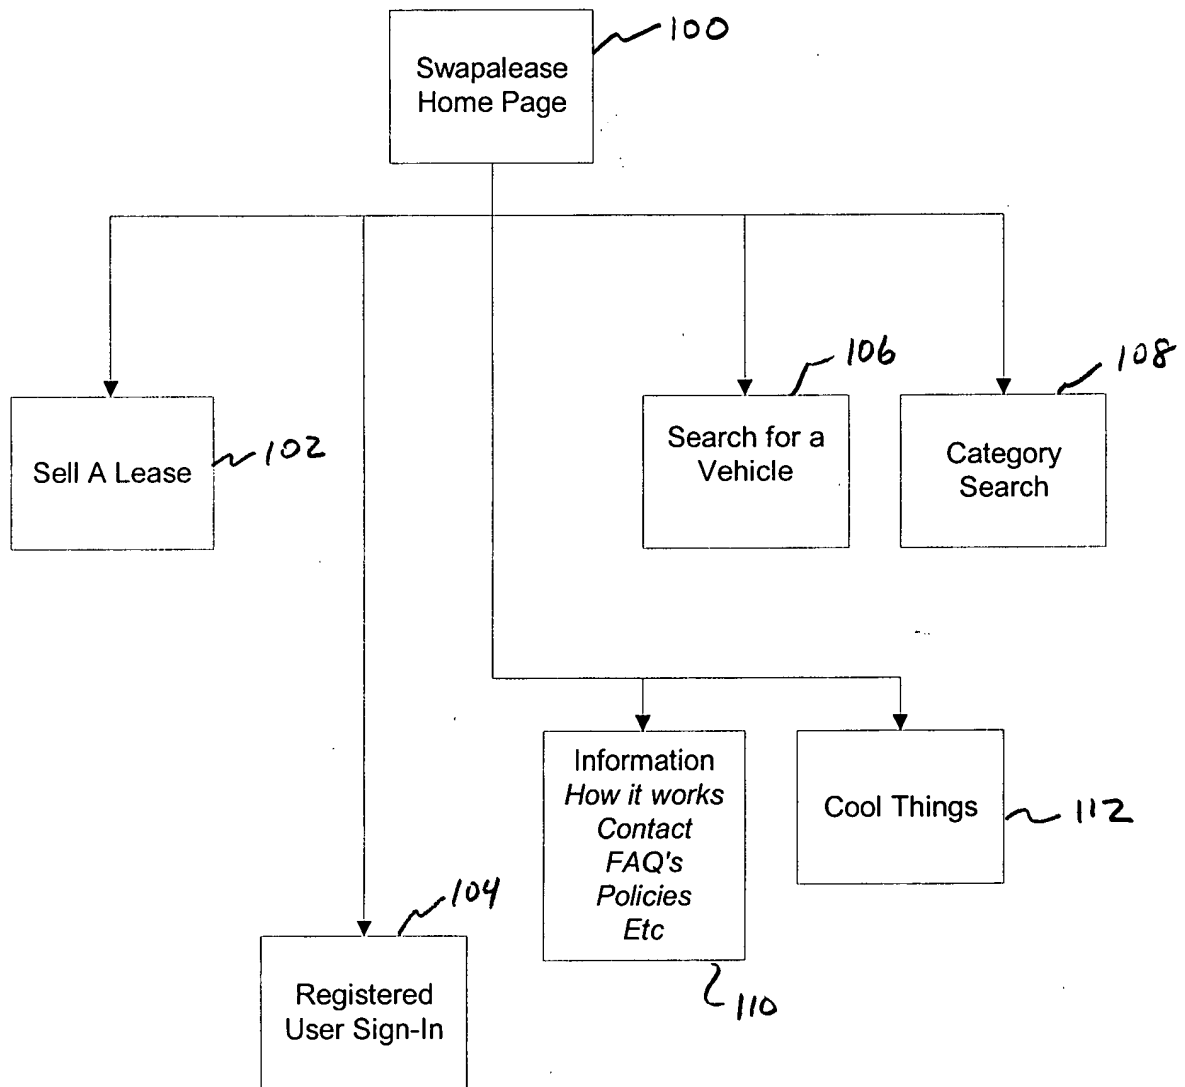 100
Swapalease
Home Page
106
108
Sell A Lease
102
Search for a
Vehicle
Category
Search
Information
How it works
Contact
FAQ's
Policies
Etc
Cool Things
112
104
110
Registered
User Sign-In